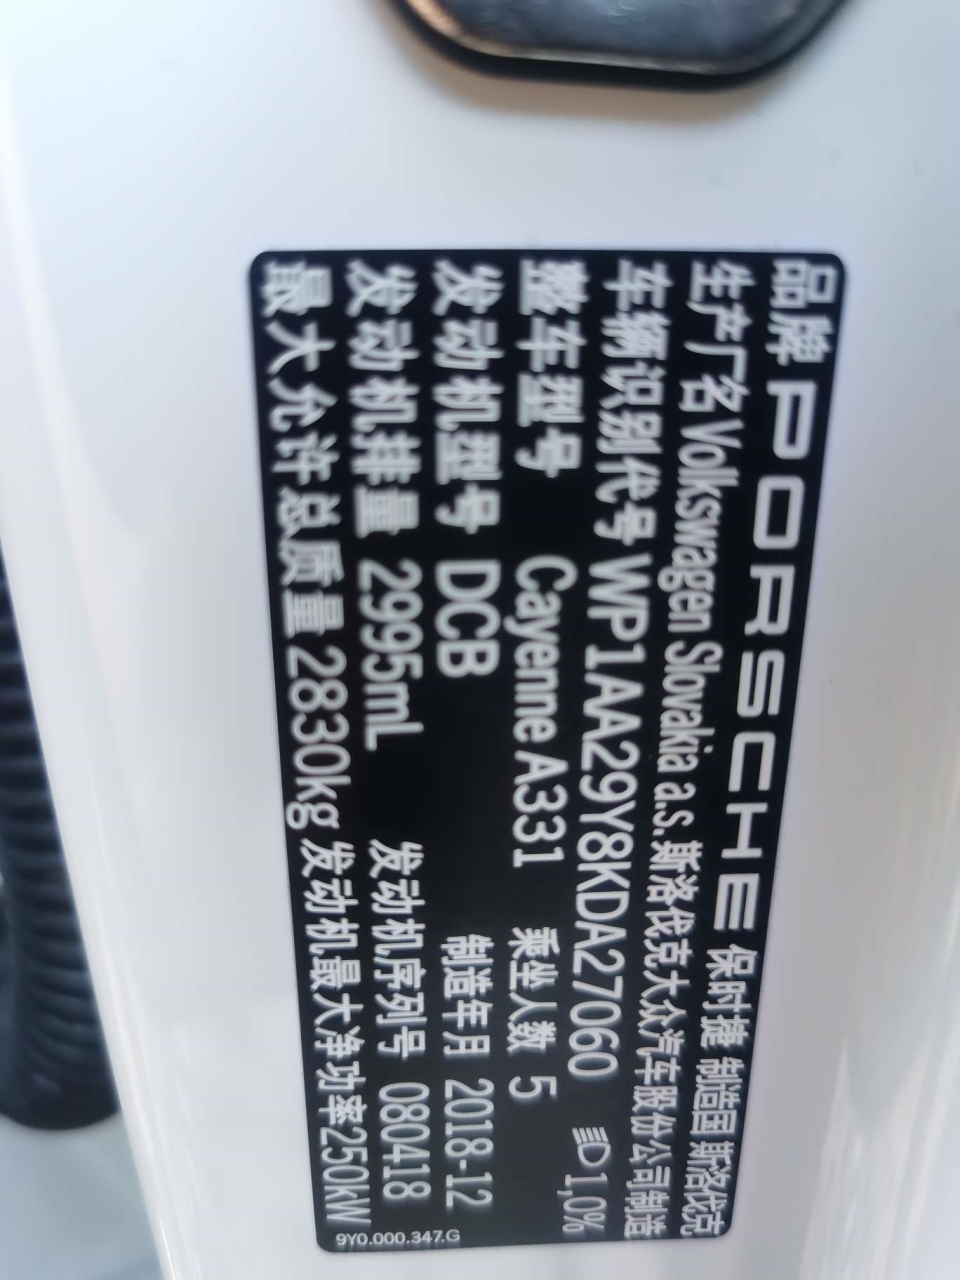 品牌 PORSCHE 保时捷 制造国 斯洛伐克
生产厂名 Volkswagen Slovakia a.s. 斯洛伐克大众汽车股份公司制造
车辆识别代号 WP1AA29Y8KDA27060 1,0%
整车型号 Cayenne A331 乘坐人数 5
发动机型号 DCB 制造年月 2018-12
发动机排量 2995mL 发动机序列号 080418
最大允许总质量 2830kg 发动机最大净功率250kW
9Y0.000.347.G